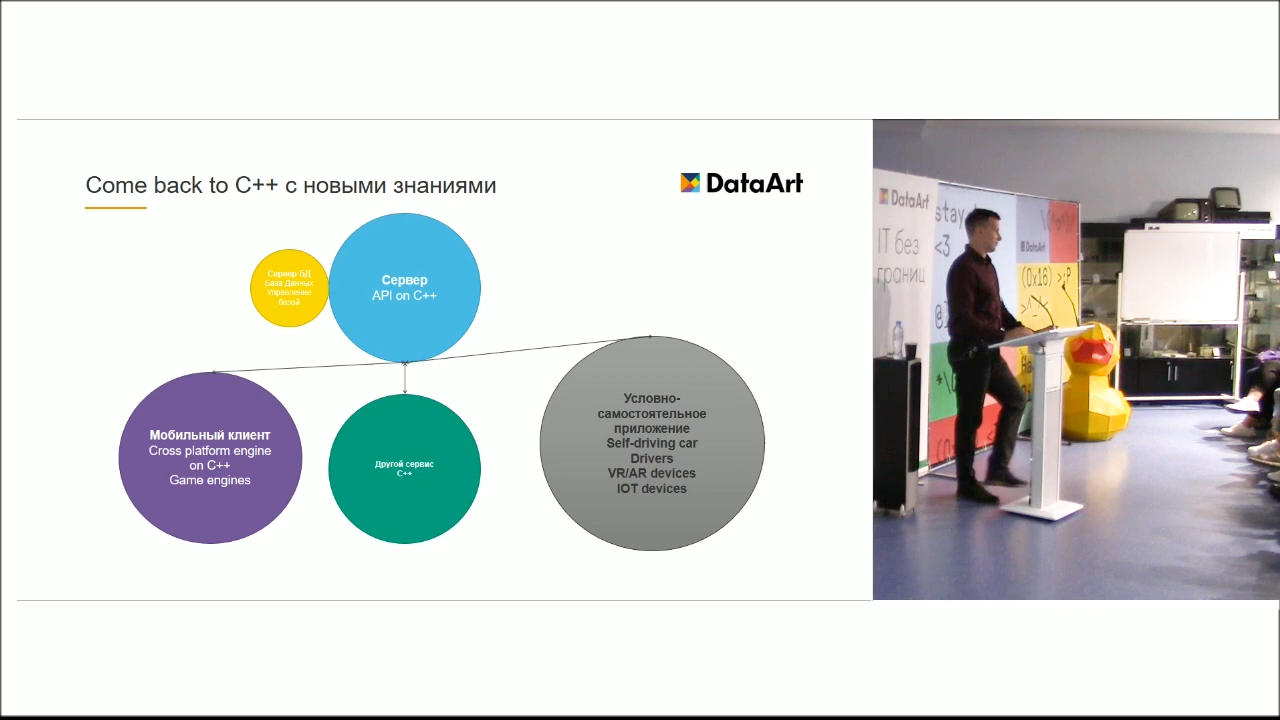 Come back to C++ с новыми знаниями
DataArt
Сервер БД
База Данных
Управление
базой
Сервер
API on C++
Мобильный клиент
Cross platform engine
on C++
Game engines
Другой сервис
C++
Условно-
самостоятельное
приложение
Self-driving car
Drivers
VR/AR devices
IOT devices
DataArt
IT без
границ
stay
<3
DataArt
(0x16) >:P